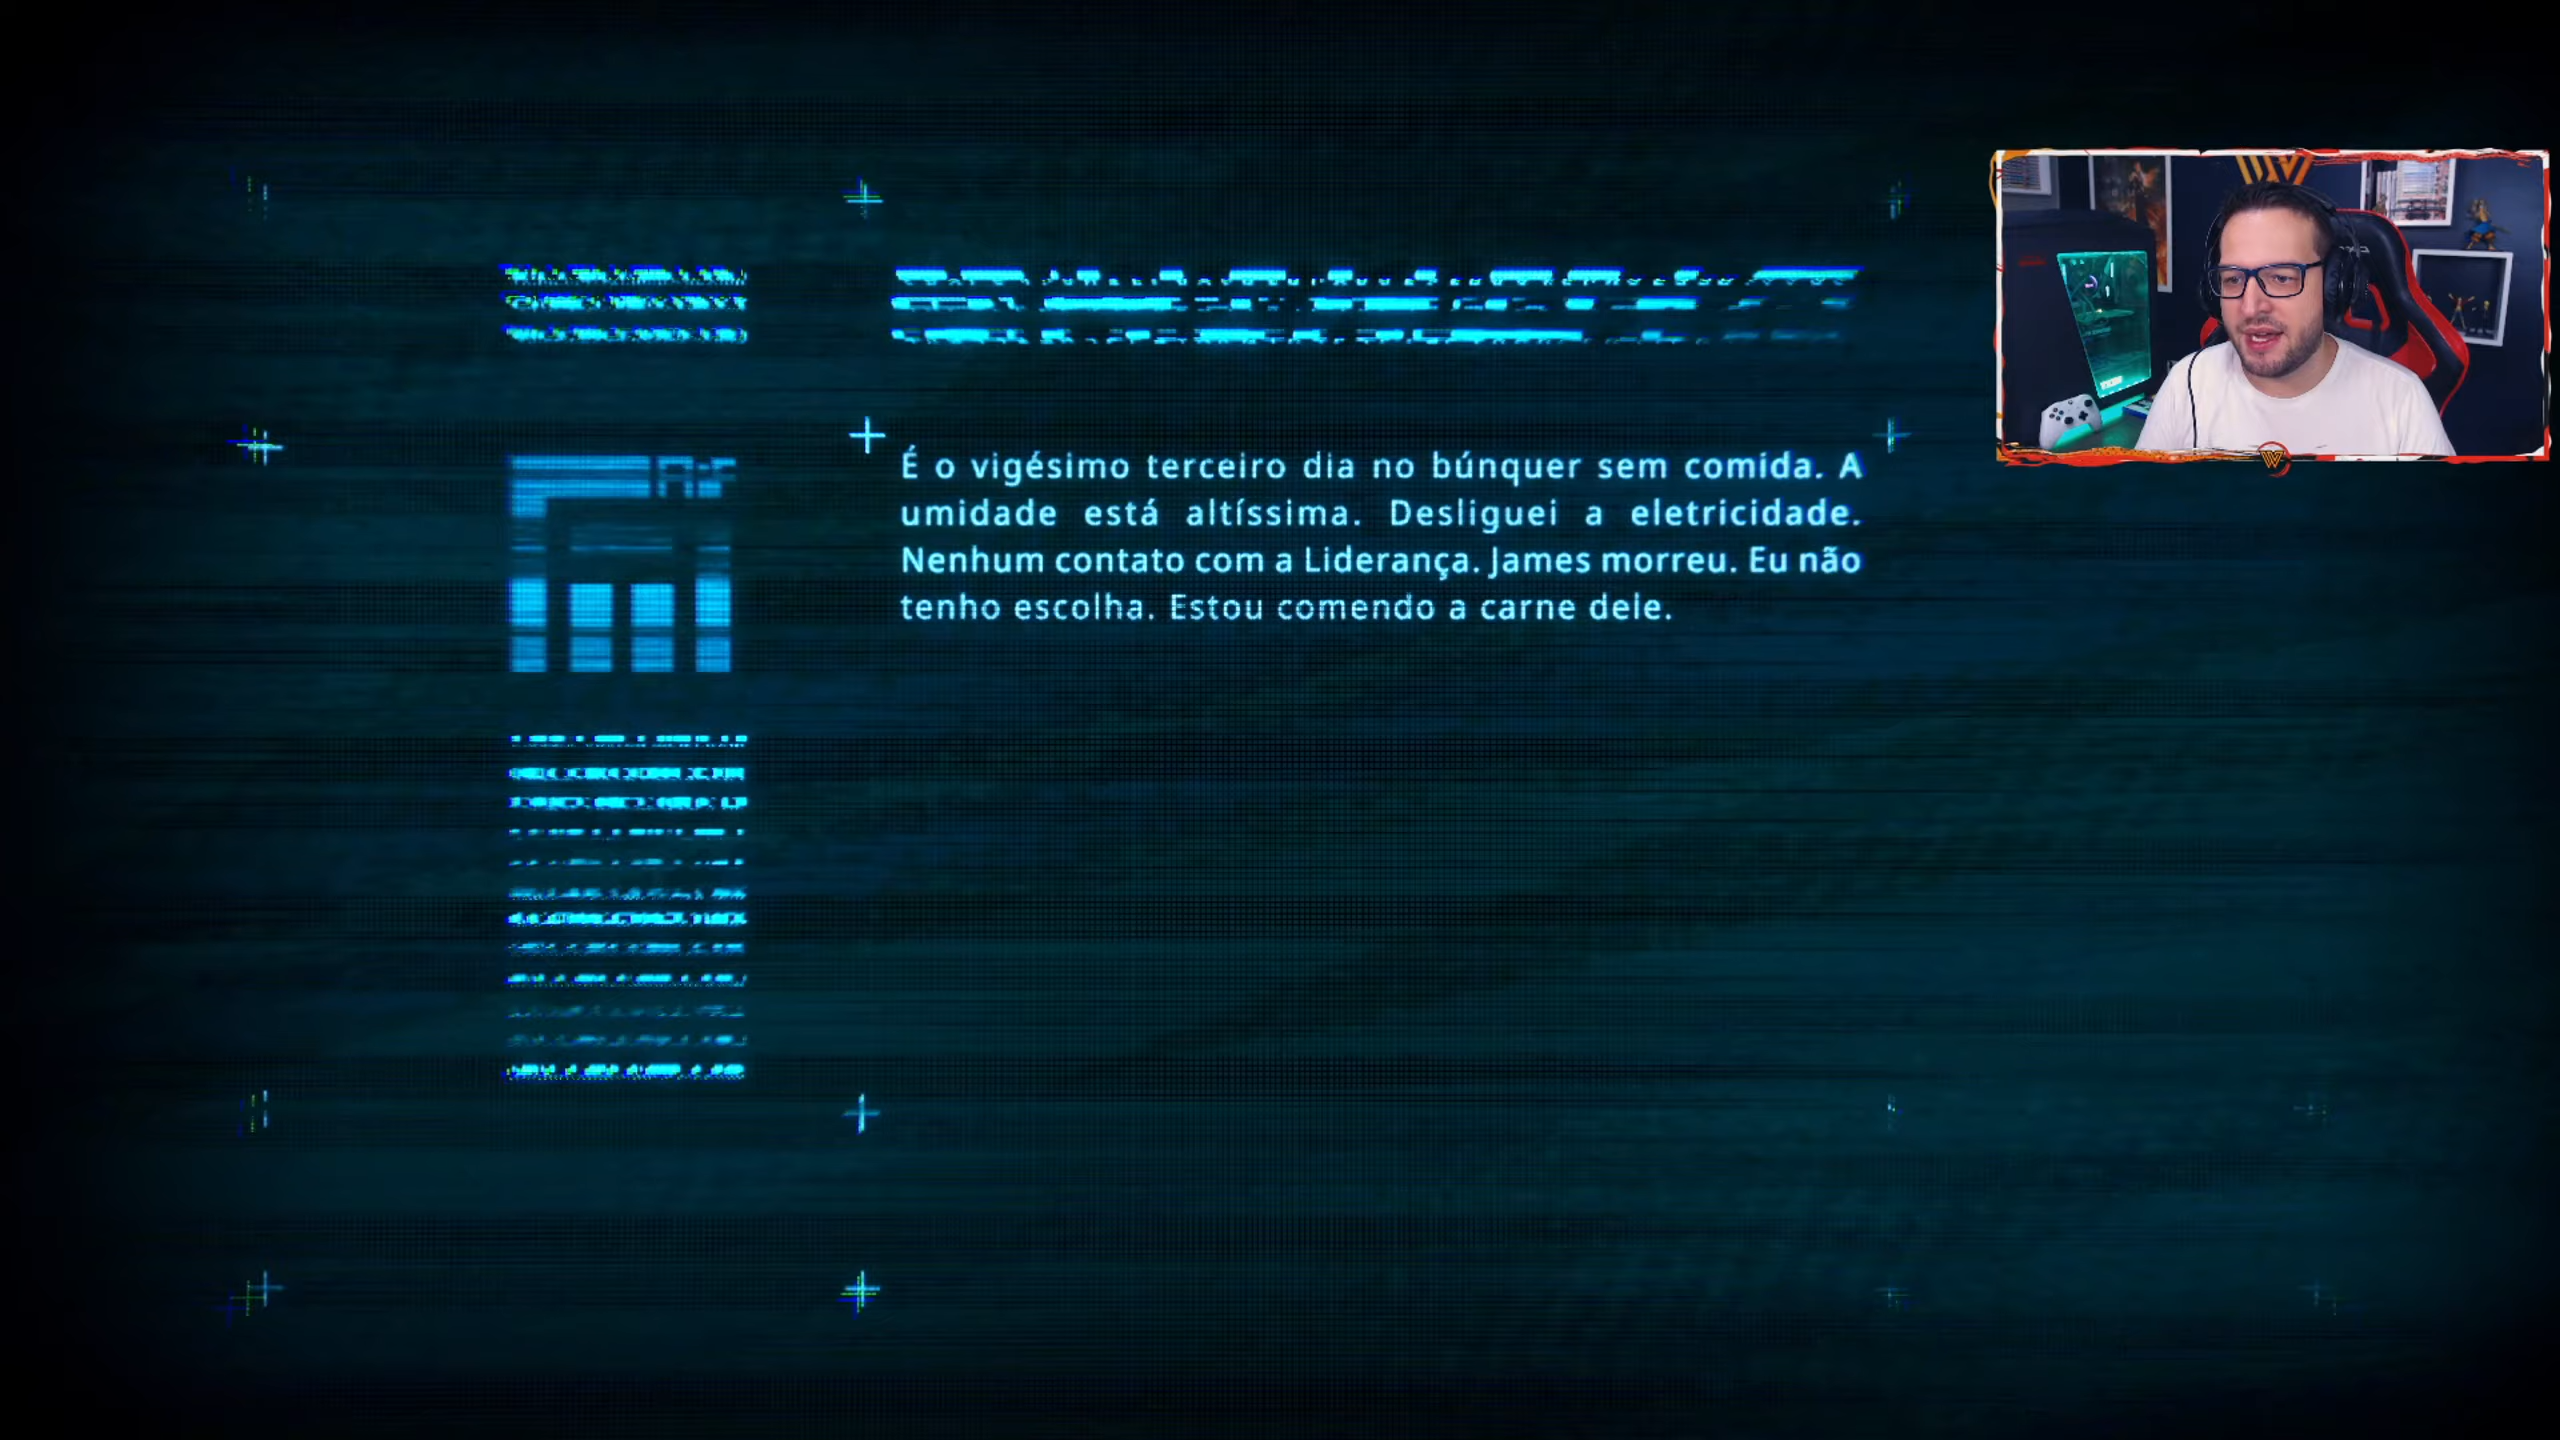 É o vigésimo terceiro dia no búnquer sem comida. A
umidade está altíssima. Desliguei a eletricidade.
Nenhum contato com a Liderança. James morreu. Eu não
tenho escolha. Estou comendo a carne dele.